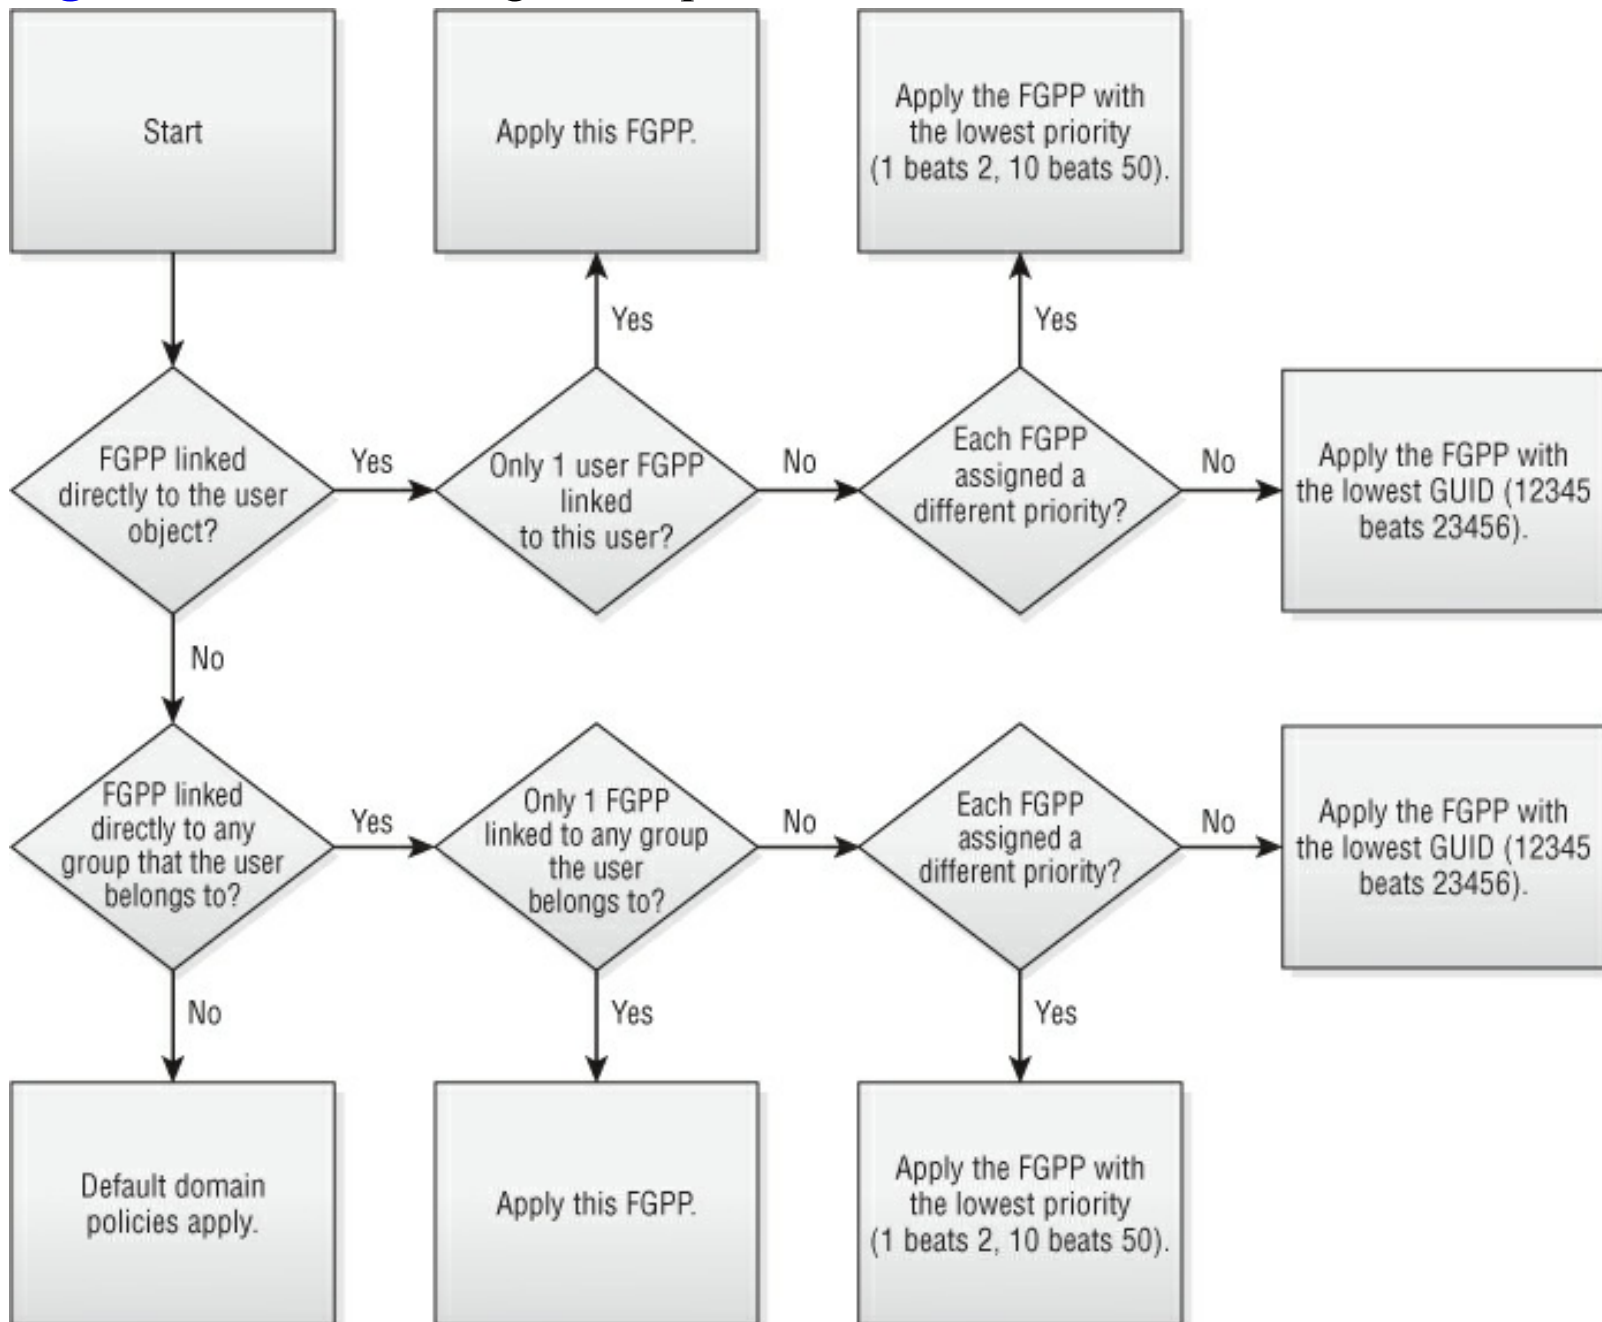 Start
Apply this FGPP.
Apply the FGPP with
the lowest priority
(1 beats 2, 10 beats 50).
Yes
Yes
FGPP linked
directly to the user
object?
Yes
Only 1 user FGPP
linked
to this user?
No
Each FGPP
assigned a
different priority?
No
Apply the FGPP with
the lowest GUID (12345
beats 23456).
No
FGPP linked
directly to any
group that the user
belongs to?
Yes
Only 1 FGPP
linked to any group
the user
belongs to?
No
Each FGPP
assigned a
different priority?
No
Apply the FGPP with
the lowest GUID (12345
beats 23456).
No
Yes
Yes
Default domain
policies apply.
Apply this FGPP.
Apply the FGPP with
the lowest priority
(1 beats 2, 10 beats 50).